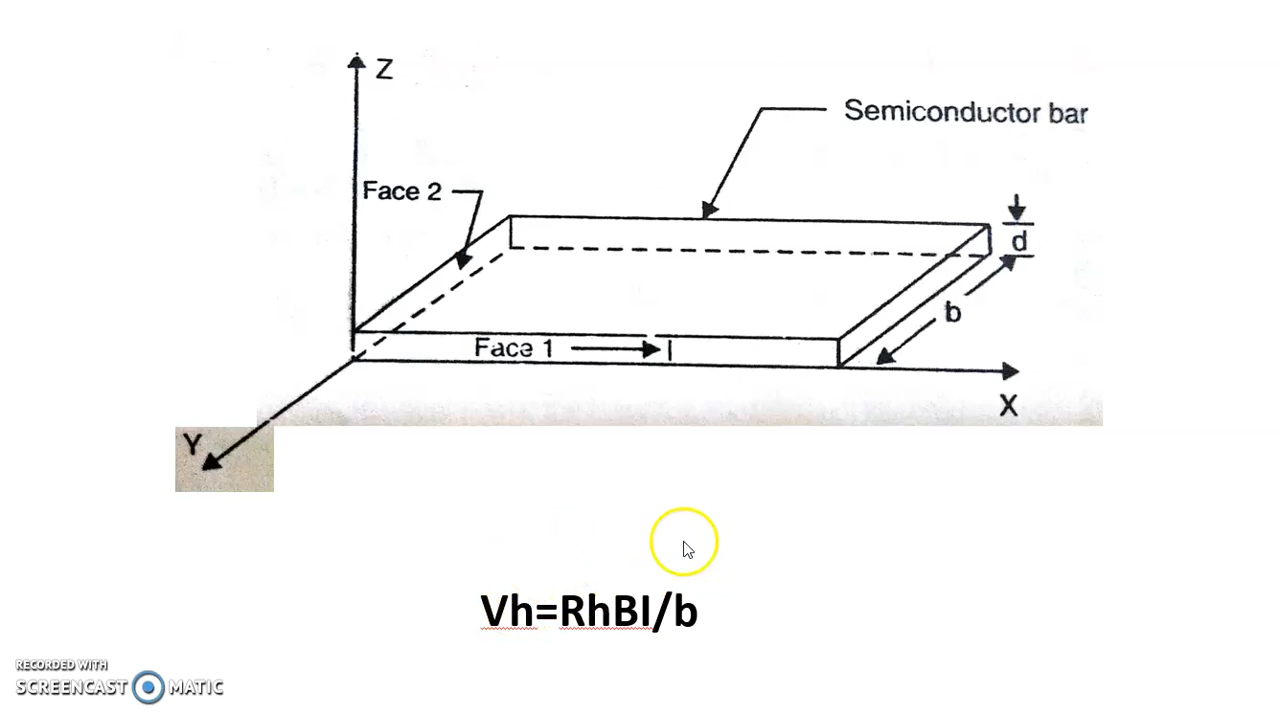 Z
Semiconductor bar
Face 2
d
b
Face 1
I
X
Y
Vh=RhBI/b
RECORDED WITH
SCREENCAST MATIC